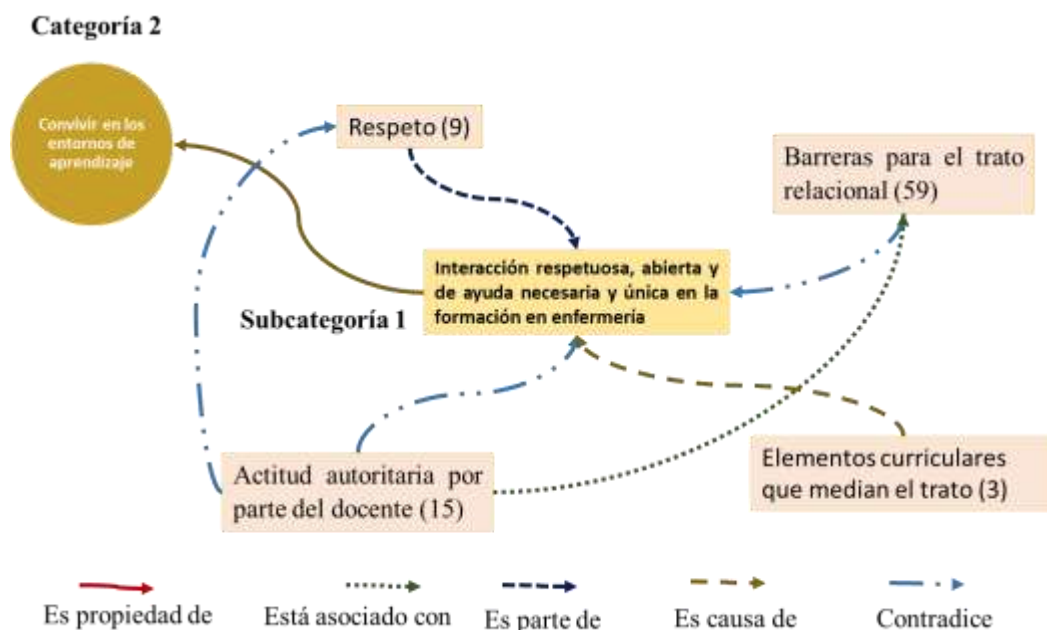 Categoría 2
Convivir en los
entornos de
aprendizaje
Respeto (9)
Barreras para el trato
relacional (59)
Interacción respetuosa, abierta y
de ayuda necesaria y única en la
formación en enfermería
Subcategoría 1
Actitud autoritaria por
parte del docente (15)
Elementos curriculares
que median el trato (3)
Es propiedad de
Está asociado con
Es parte de
Es causa de
Contradice